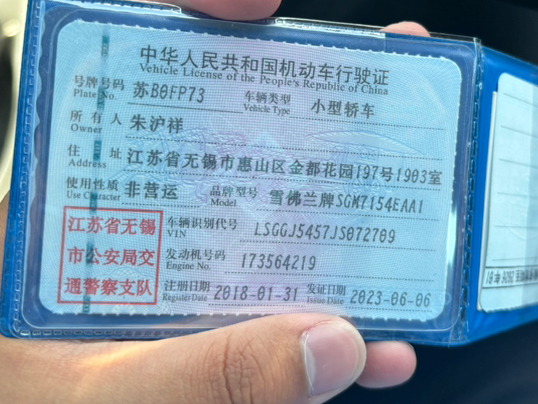 中华人民共和国机动车行驶证
Vehicle License of the People's Republic of China
号牌号码 苏B0FP73 车辆类型 小型轿车
Plate No. Vehicle Type
所有人 朱沪祥
Owner
住址 江苏省无锡市惠山区金都花园197号1903室
Address
使用性质 非营运 品牌型号 雪佛兰牌SGM7154EAA1
Use Character Model
江苏省无锡
市公安局交
通警察支队
车辆识别代号 LSGGJ5457JS072709
VIN
发动机号码 173564219
Engine No.
注册日期 2018-01-31 发证日期 2023-06-06
Register Date Issue Date